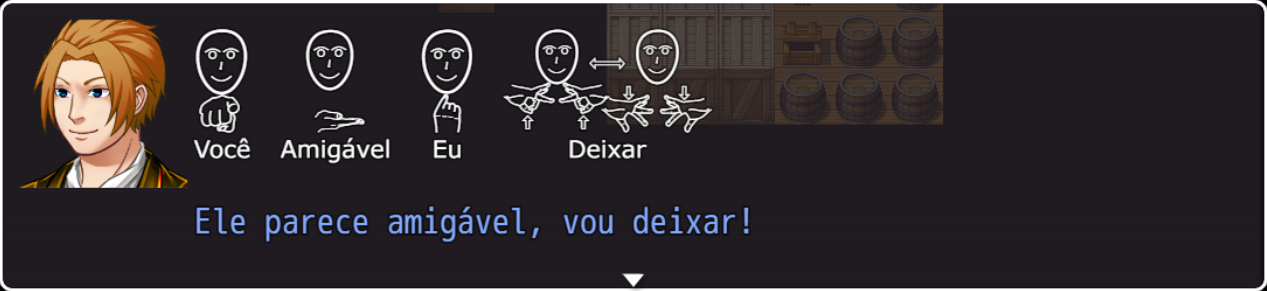 Você Amigável Eu Deixar
Ele parece amigável, vou deixar!